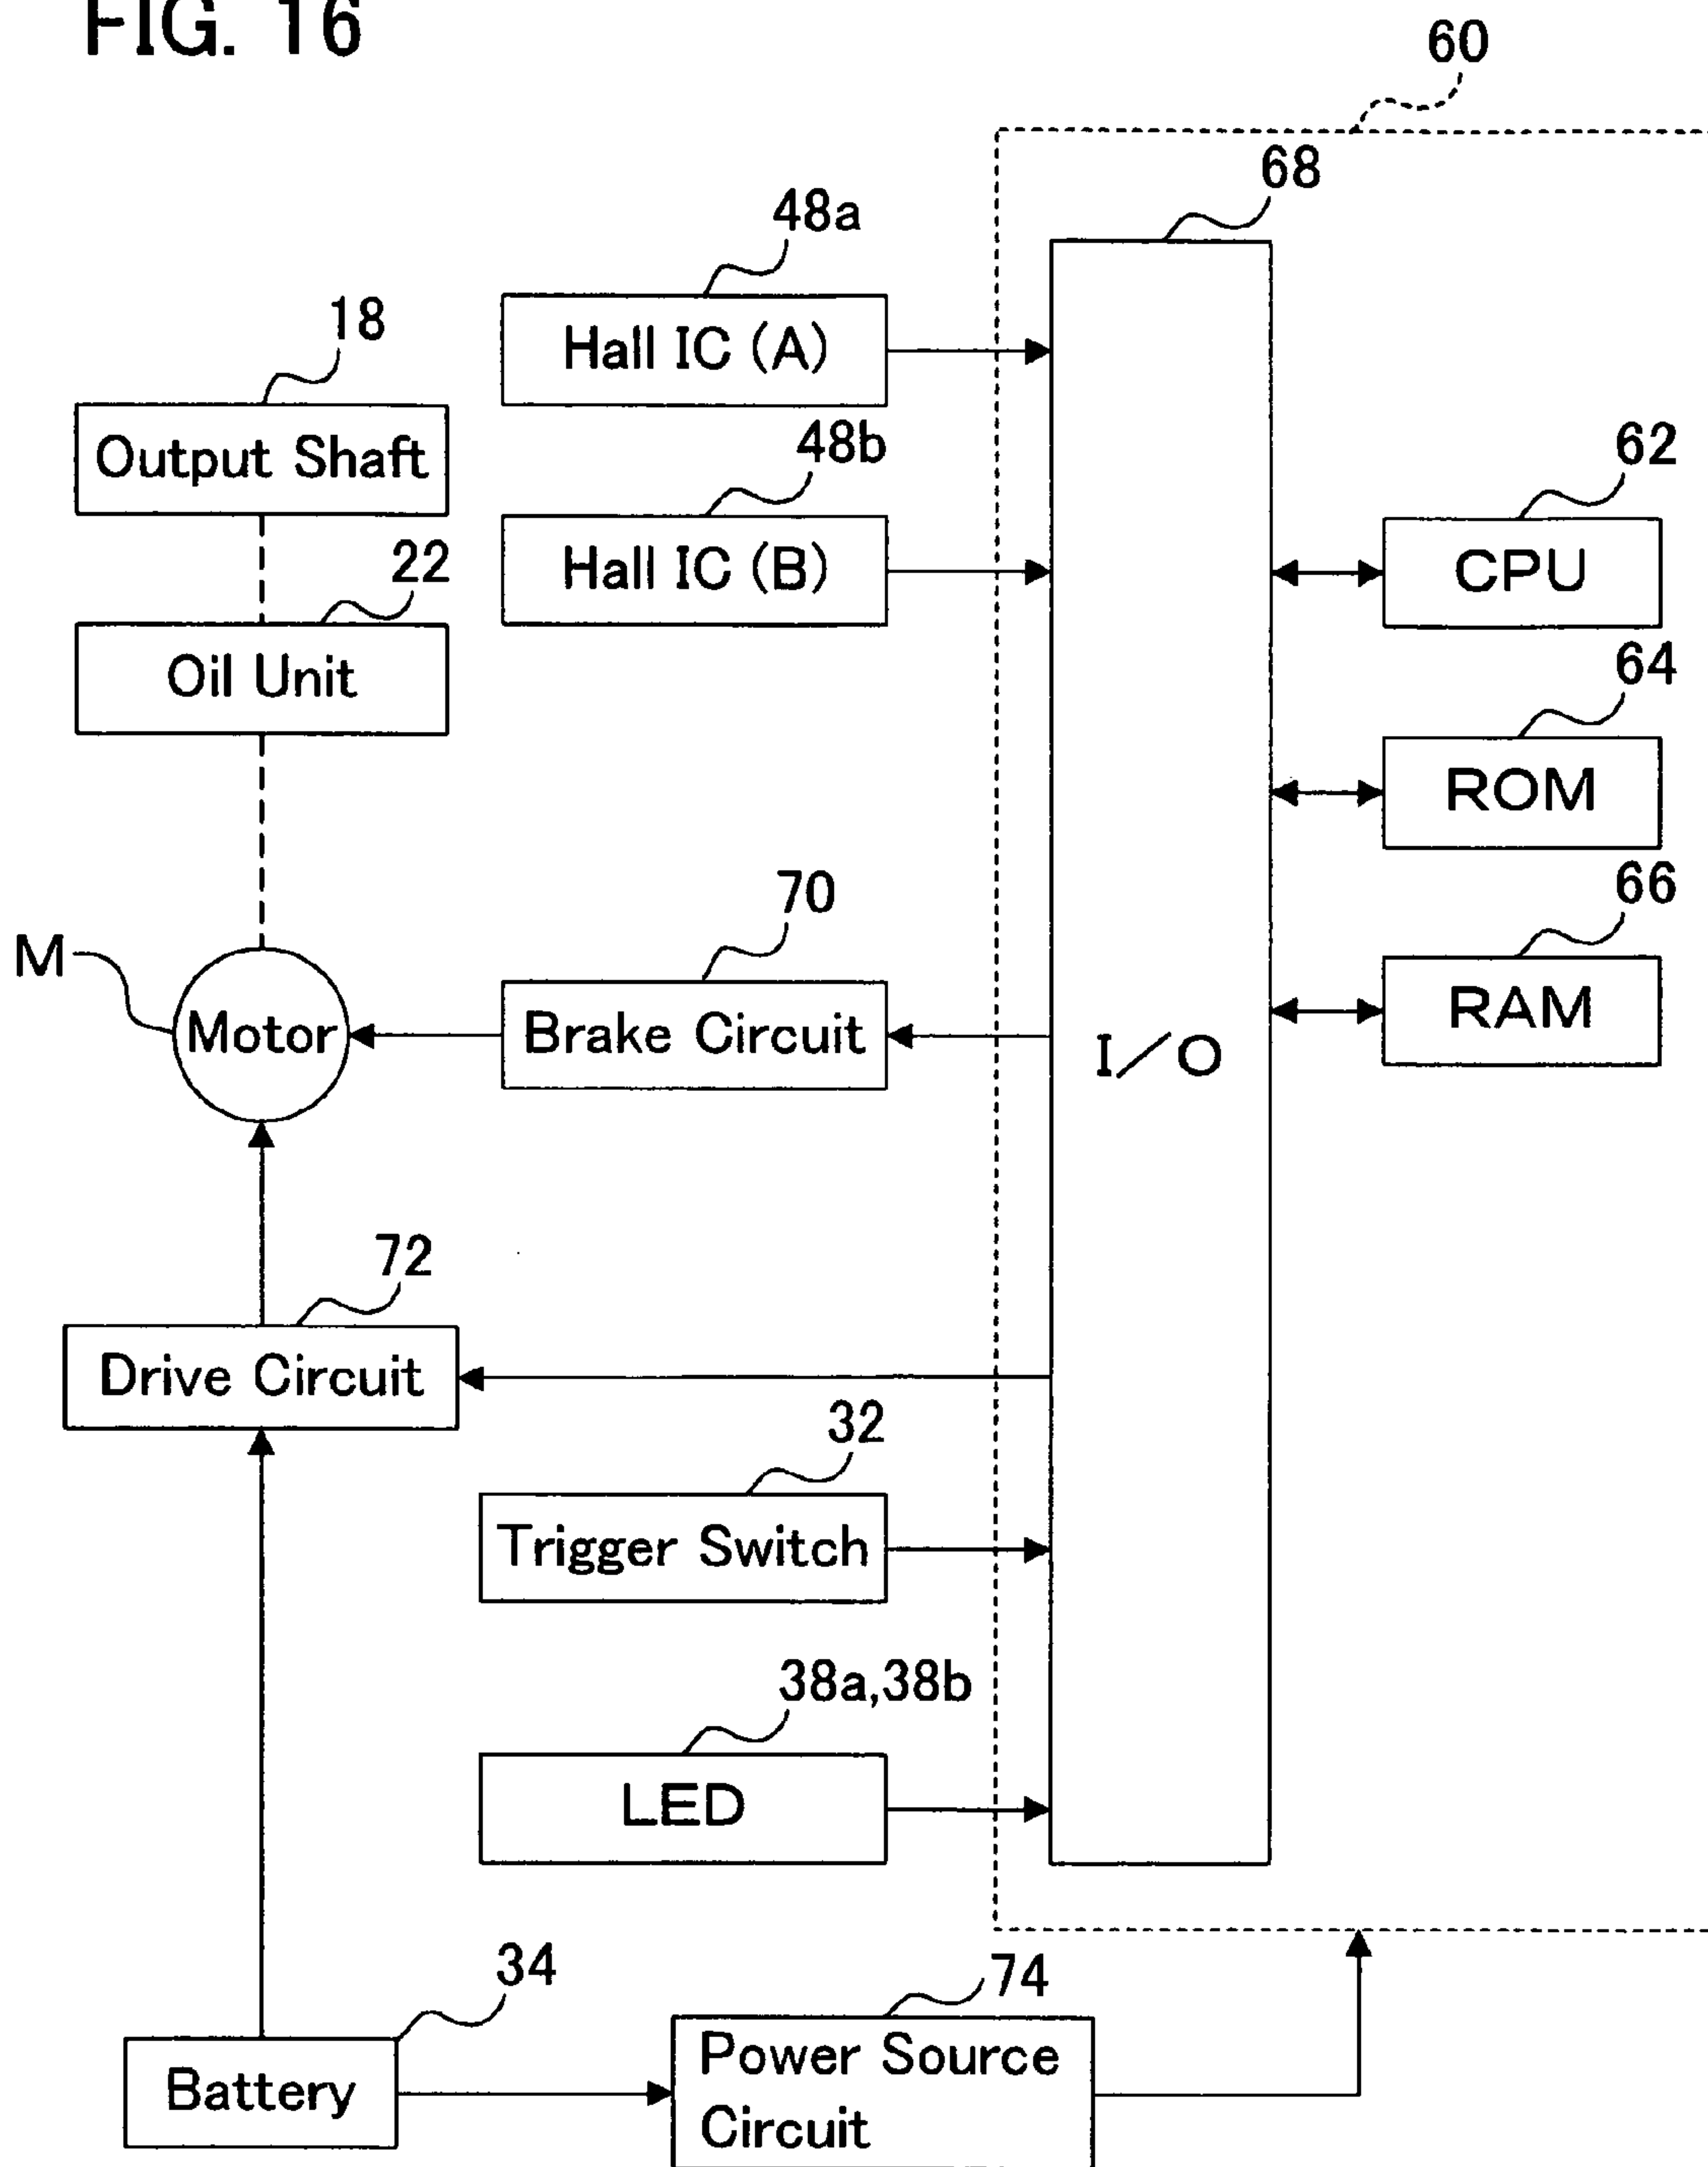 FIG. 16
60
68
48a
Hall IC (A)
18
Output Shaft
48b
Hall IC (B)
62
CPU
22
Oil Unit
64
ROM
66
RAM
70
M
Motor
Brake Circuit
I/O
72
Drive Circuit
32
Trigger Switch
38a,38b
LED
34
Battery
74
Power Source
Circuit